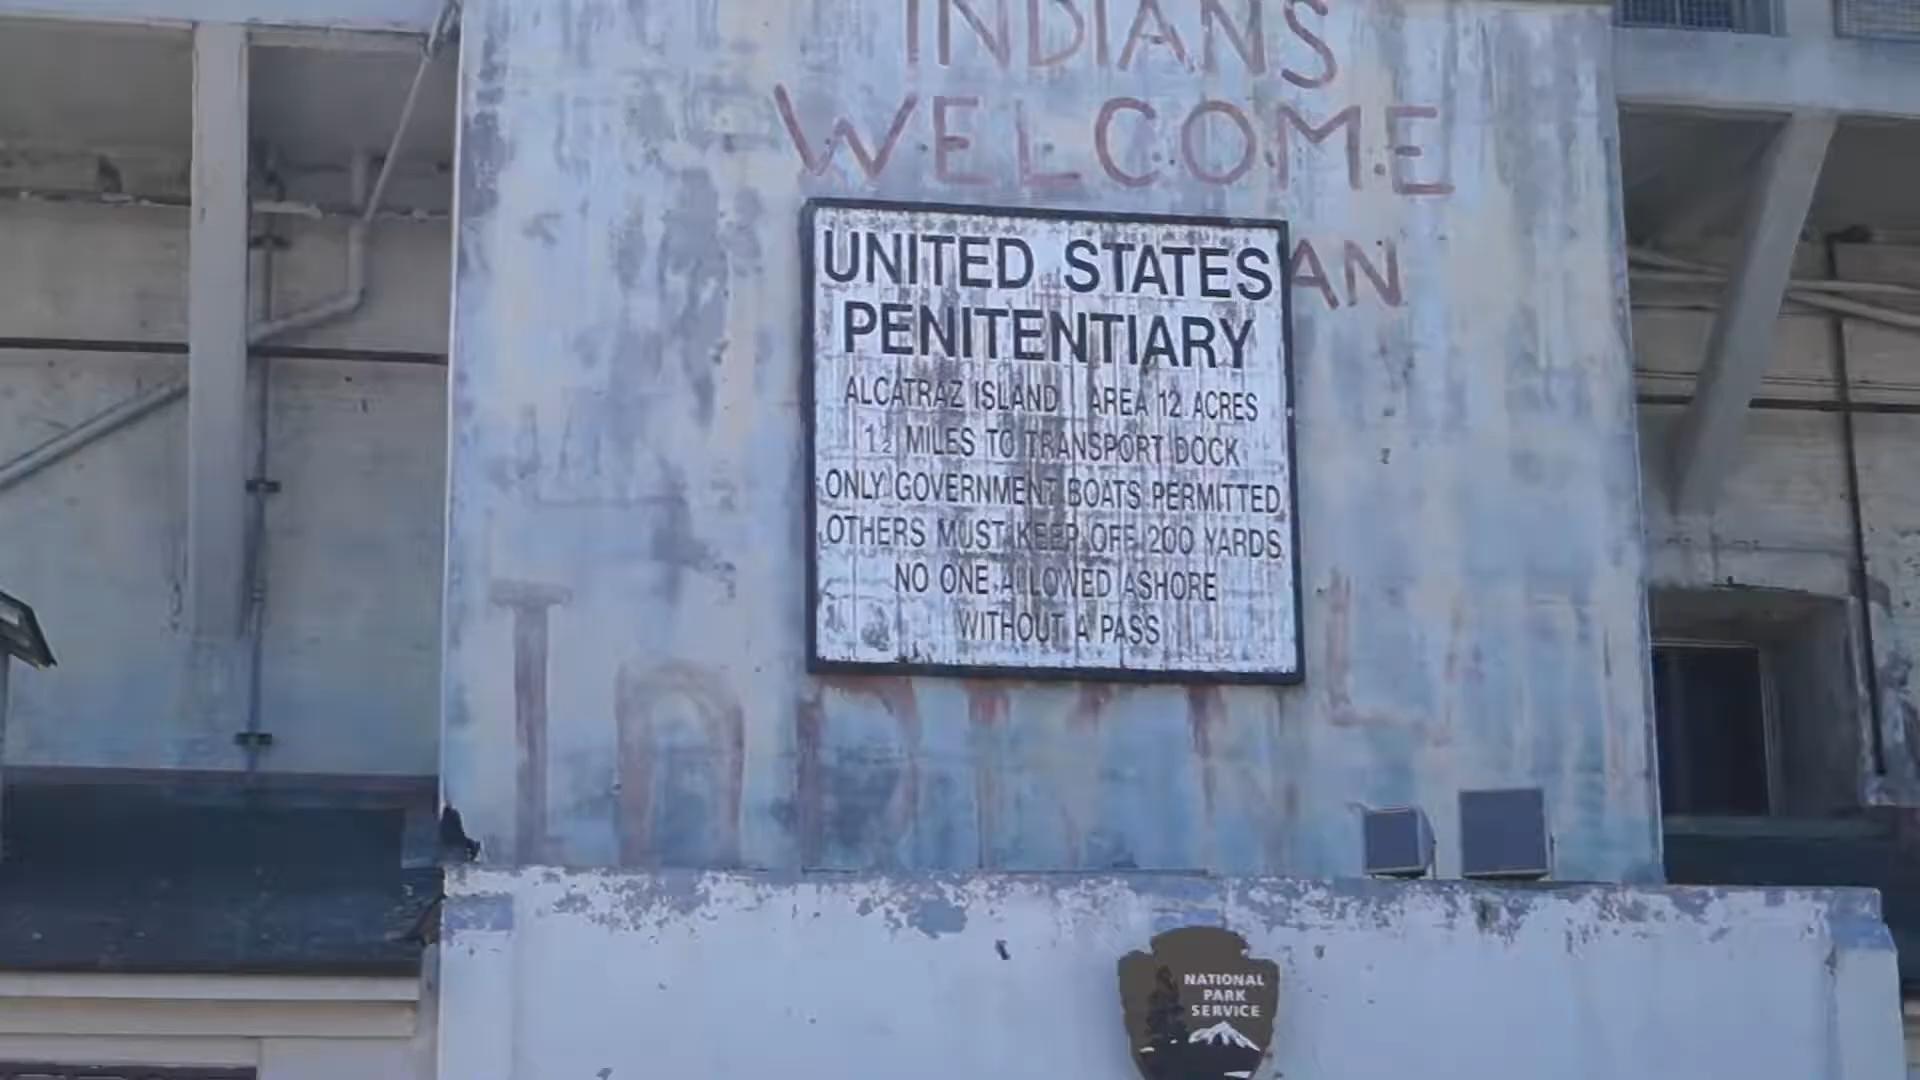 INDIANS
WELCOME
UNITED STATES
PENITENTIARY
ALCATRAZ ISLAND AREA 12 ACRES
1½ MILES TO TRANSPORT DOCK
ONLY GOVERNMENT BOATS PERMITTED
OTHERS MUST KEEP OFF 200 YARDS
NO ONE ALLOWED ASHORE
WITHOUT A PASS
NATIONAL
PARK
SERVICE